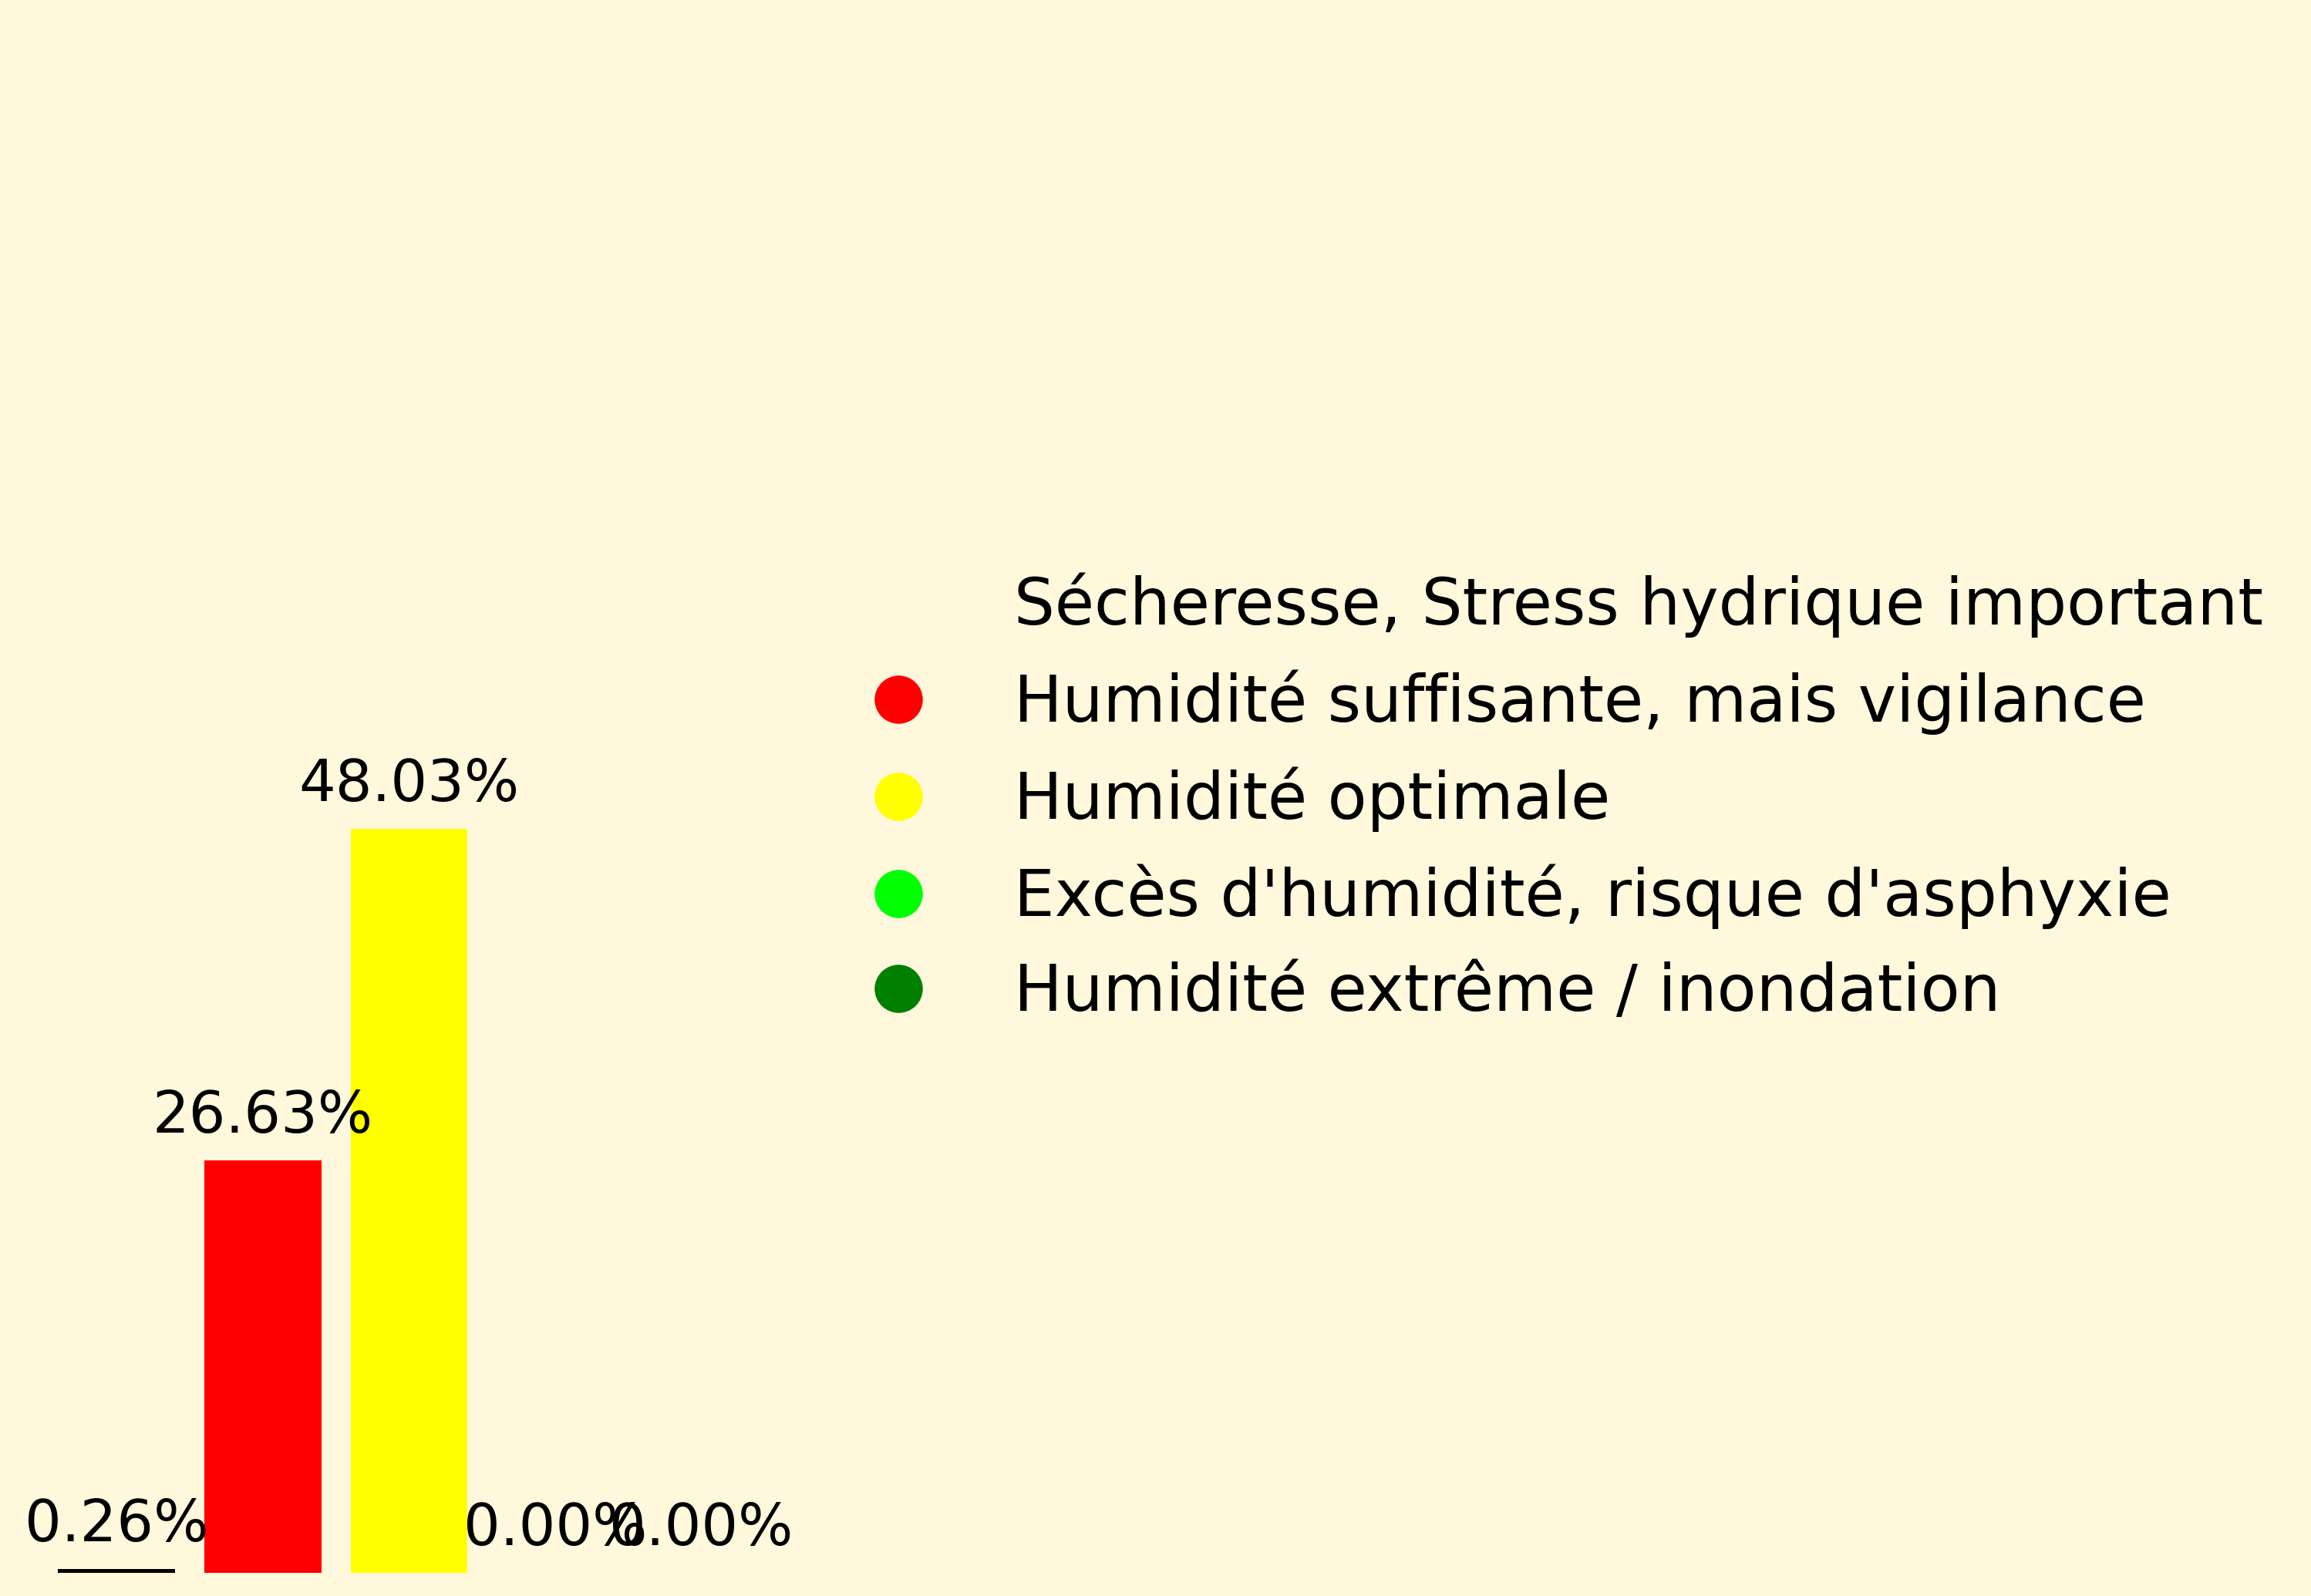 Sécheresse, Stress hydrique important
Humidité suffisante, mais vigilance
Humidité optimale
Excès d'humidité, risque d'asphyxie
Humidité extrême / inondation
48.03%
26.63%
0.26%
0.00%
0.00%